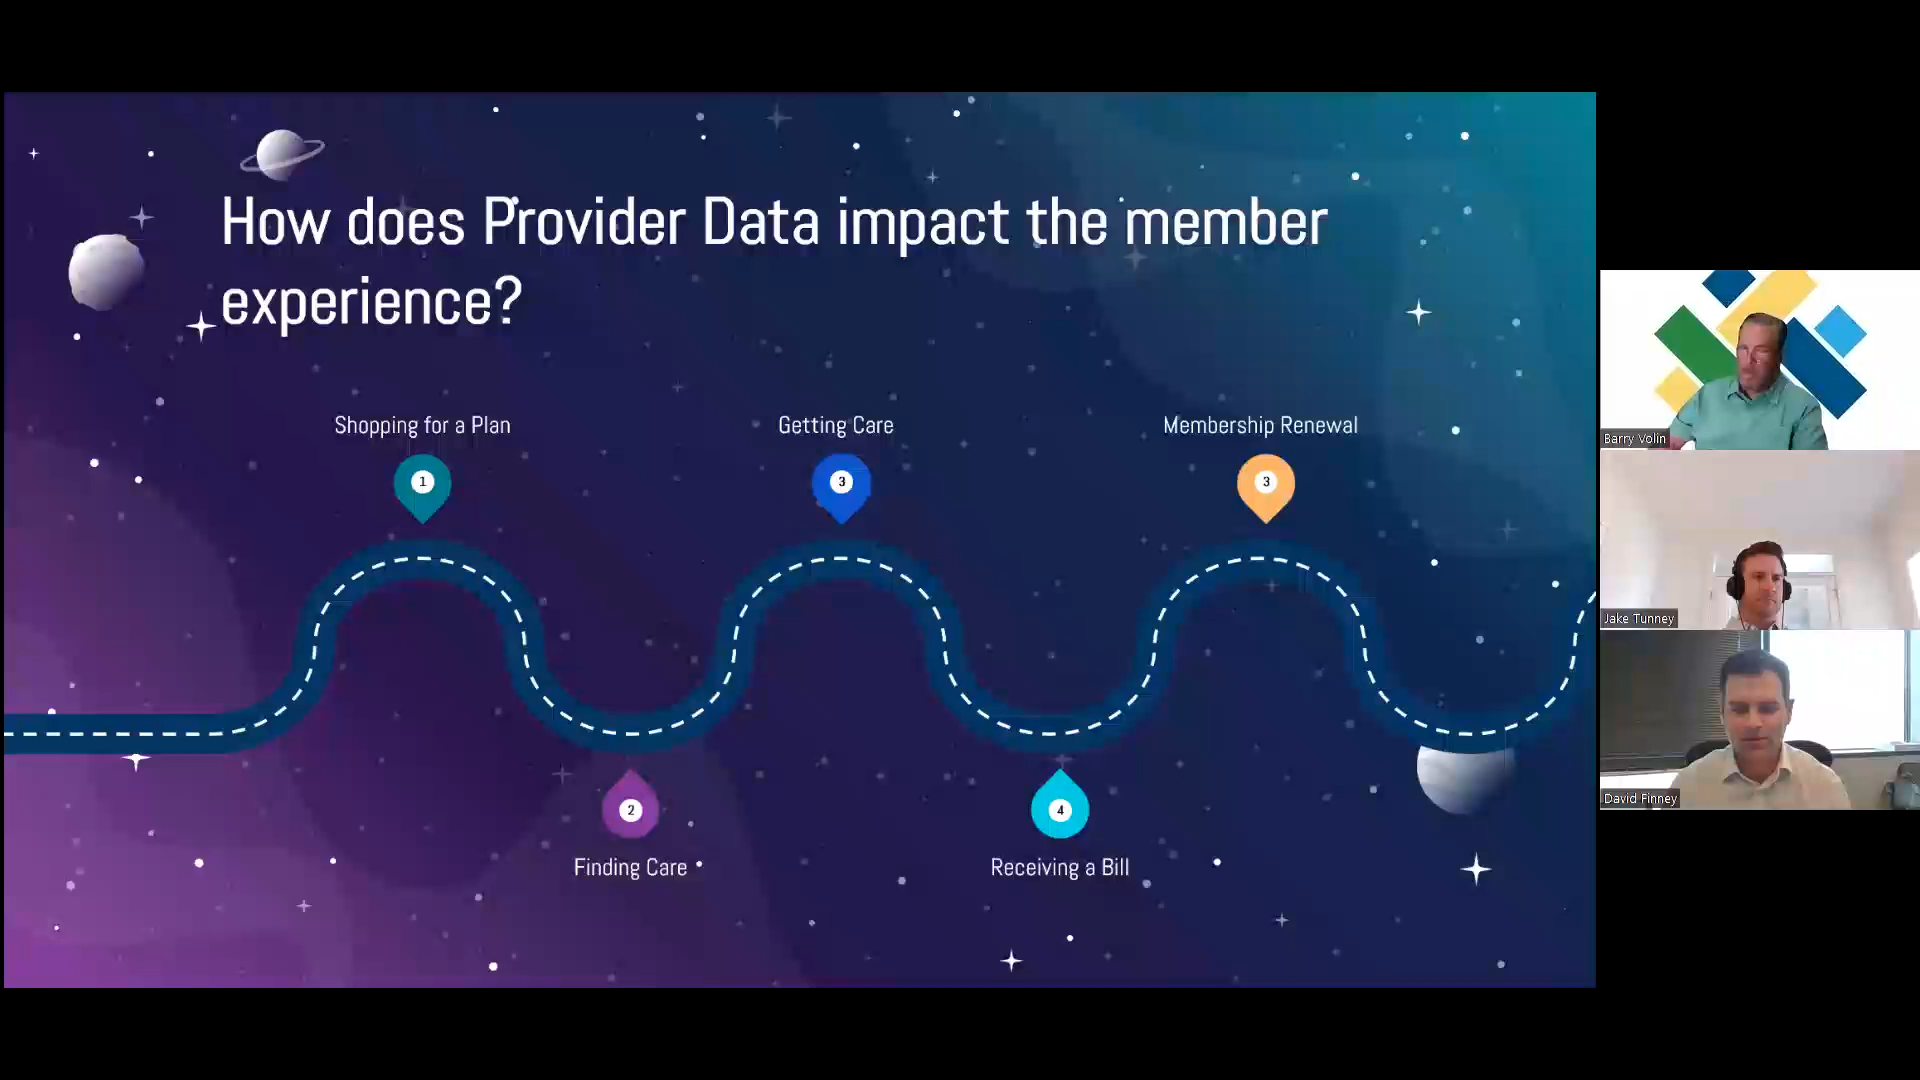 How does Provider Data impact the member
experience?
Shopping for a Plan
1
Getting Care
3
Membership Renewal
3
2
Finding Care
4
Receiving a Bill
Barry Volin
Jake Tunney
David Finney